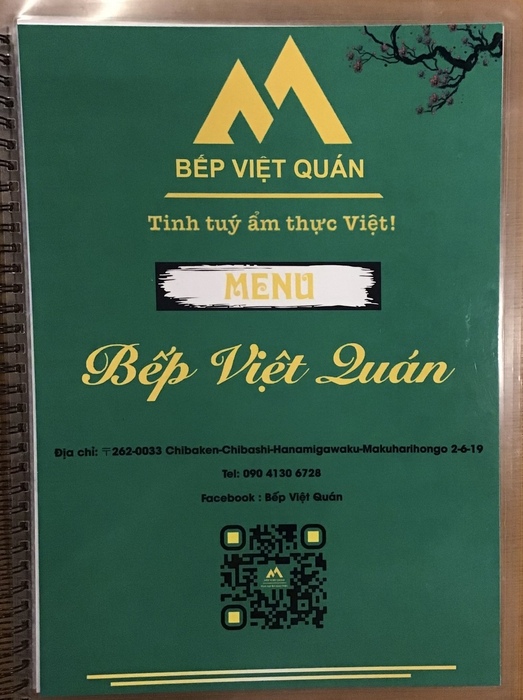 BẾP VIỆT QUÁN
Tinh tuý ẩm thực Việt!
MENU
Bếp Việt Quán
Địa chỉ: 〒262-0033 Chibaken-Chibashi-Hanamigawaku-Makuharihongo 2-6-19
Tel: 090 4130 6728
Facebook : Bếp Việt Quán